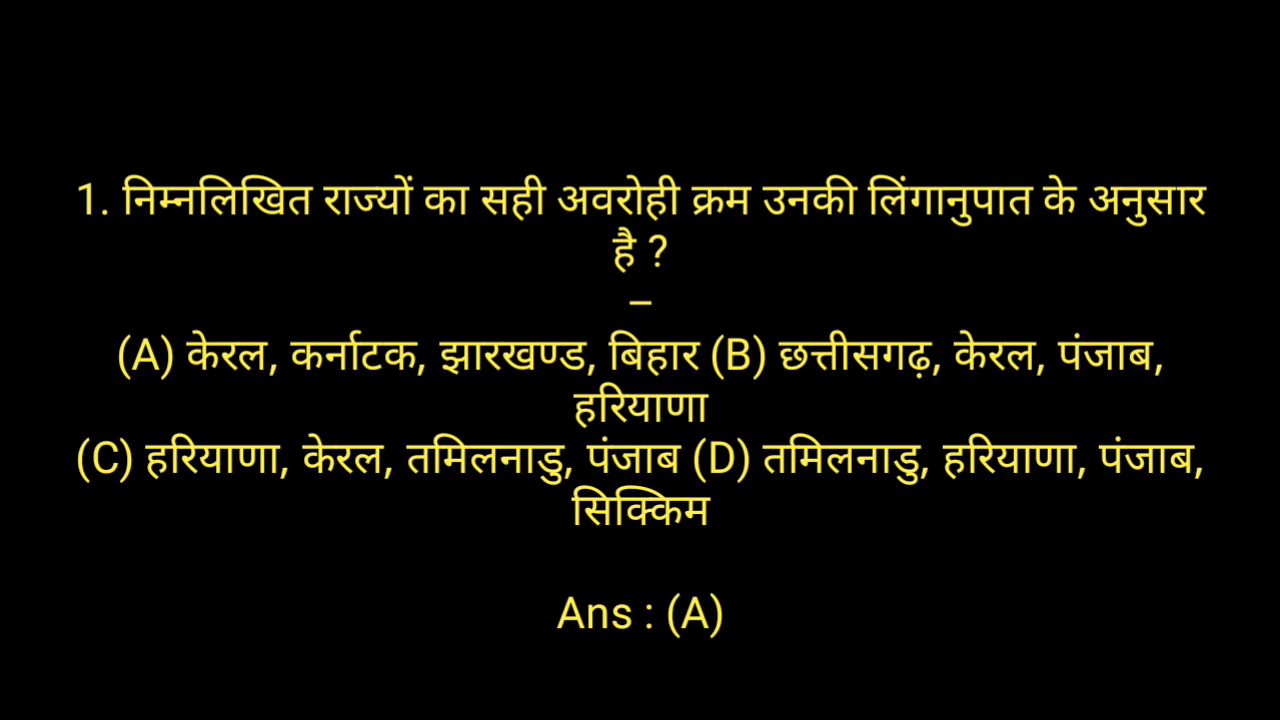 1. निम्नलिखित राज्यों का सही अवरोही क्रम उनकी लिंगानुपात के अनुसार
है ?
–
(A) केरल, कर्नाटक, झारखण्ड, बिहार (B) छत्तीसगढ़, केरल, पंजाब,
हरियाणा
(C) हरियाणा, केरल, तमिलनाडु, पंजाब (D) तमिलनाडु, हरियाणा, पंजाब,
सिक्किम
Ans : (A)